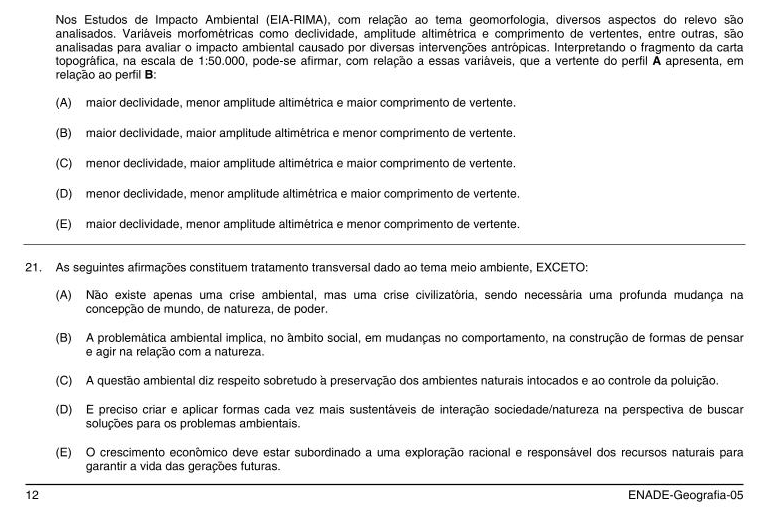 Nos Estudos de Impacto Ambiental (EIA-RIMA), com relação ao tema geomorfologia, diversos aspectos do relevo são
analisados. Variáveis morfométricas como declividade, amplitude altimétrica e comprimento de vertentes, entre outras, são
analisadas para avaliar o impacto ambiental causado por diversas intervenções antrópicas. Interpretando o fragmento da carta
topográfica, na escala de 1:50.000, pode-se afirmar, com relação a essas variáveis, que a vertente do perfil A apresenta, em
relação ao perfil B:
(A) maior declividade, menor amplitude altimétrica e maior comprimento de vertente.
(B) maior declividade, maior amplitude altimétrica e menor comprimento de vertente.
(C) menor declividade, maior amplitude altimétrica e maior comprimento de vertente.
(D) menor declividade, menor amplitude altimétrica e maior comprimento de vertente.
(E) maior declividade, menor amplitude altimétrica e menor comprimento de vertente.
21. As seguintes afirmações constituem tratamento transversal dado ao tema meio ambiente, EXCETO:
(A) Não existe apenas uma crise ambiental, mas uma crise civilizatória, sendo necessária uma profunda mudança na
concepção de mundo, de natureza, de poder.
(B) A problemática ambiental implica, no âmbito social, em mudanças no comportamento, na construção de formas de pensar
e agir na relação com a natureza.
(C) A questão ambiental diz respeito sobretudo à preservação dos ambientes naturais intocados e ao controle da poluição.
(D) E preciso criar e aplicar formas cada vez mais sustentáveis de interação sociedade/natureza na perspectiva de buscar
soluções para os problemas ambientais.
(E) O crescimento econômico deve estar subordinado a uma exploração racional e responsável dos recursos naturais para
garantir a vida das gerações futuras.
12 ENADE-Geografia-05